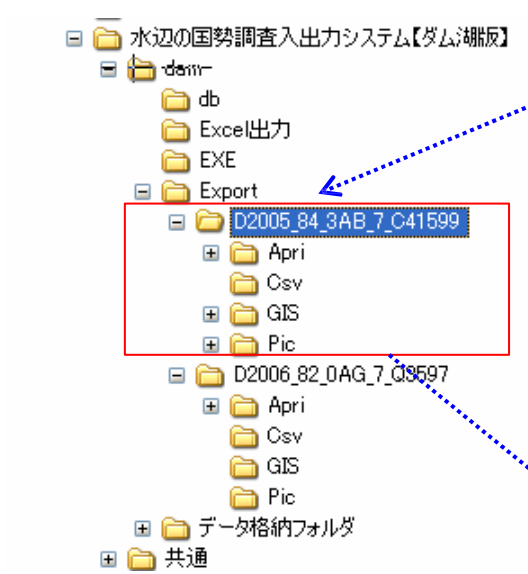 水辺の国勢調査入出力システム【ダム湖版】
dam
db
Excel出力
EXE
Export
D2005_84_3AB_7_C41599
Apri
Csv
GIS
Pic
D2006_82_0AG_7_Q3597
Apri
Csv
GIS
Pic
データ格納フォルダ
共通